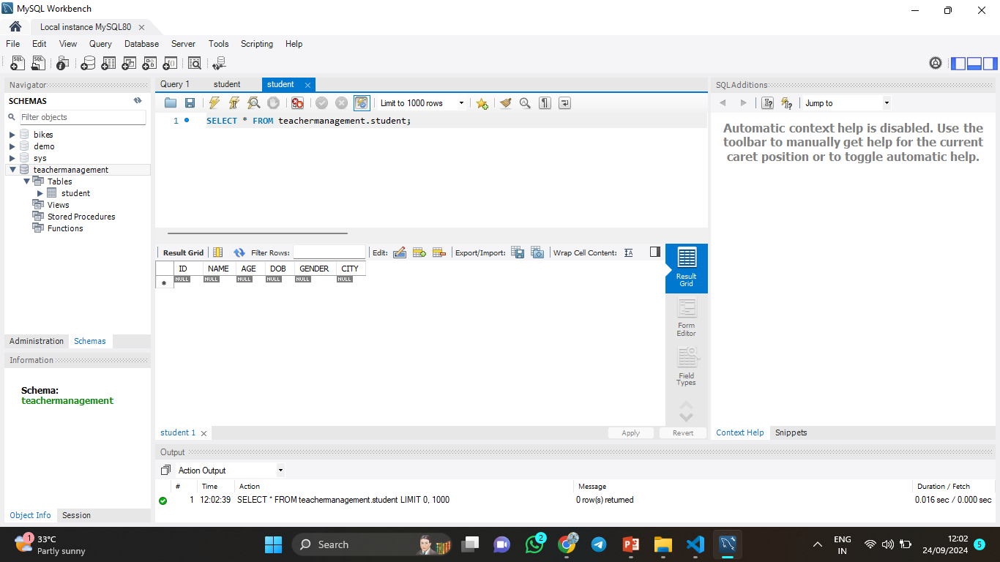 MySQL Workbench
Local instance MySQL80
File Edit View Query Database Server Tools Scripting Help
Navigator
SCHEMAS
Filter objects
bikes
demo
sys
teachermanagement
Tables
student
Views
Stored Procedures
Functions
Administration Schemas
Information
Schema:
teachermanagement
Object Info Session
Query 1 student student
Limit to 1000 rows
1 SELECT * FROM teachermanagement.student;
Result Grid Filter Rows: Edit: Export/Import: Wrap Cell Content:
ID NAME AGE DOB GENDER CITY
* NULL NULL NULL NULL NULL NULL
Result
Grid
Form
Editor
Field
Types
student 1 Apply Revert
SQLAdditions
Jump to
Automatic context help is disabled. Use the
toolbar to manually get help for the current
caret position or to toggle automatic help.
Context Help Snippets
Output
Action Output
# Time Action Message Duration / Fetch
1 12:02:39 SELECT * FROM teachermanagement.student LIMIT 0, 1000 0 row(s) returned 0.016 sec / 0.000 sec
1
33°C
Partly sunny
Search
2
ENG
IN
12:02
24/09/2024
5